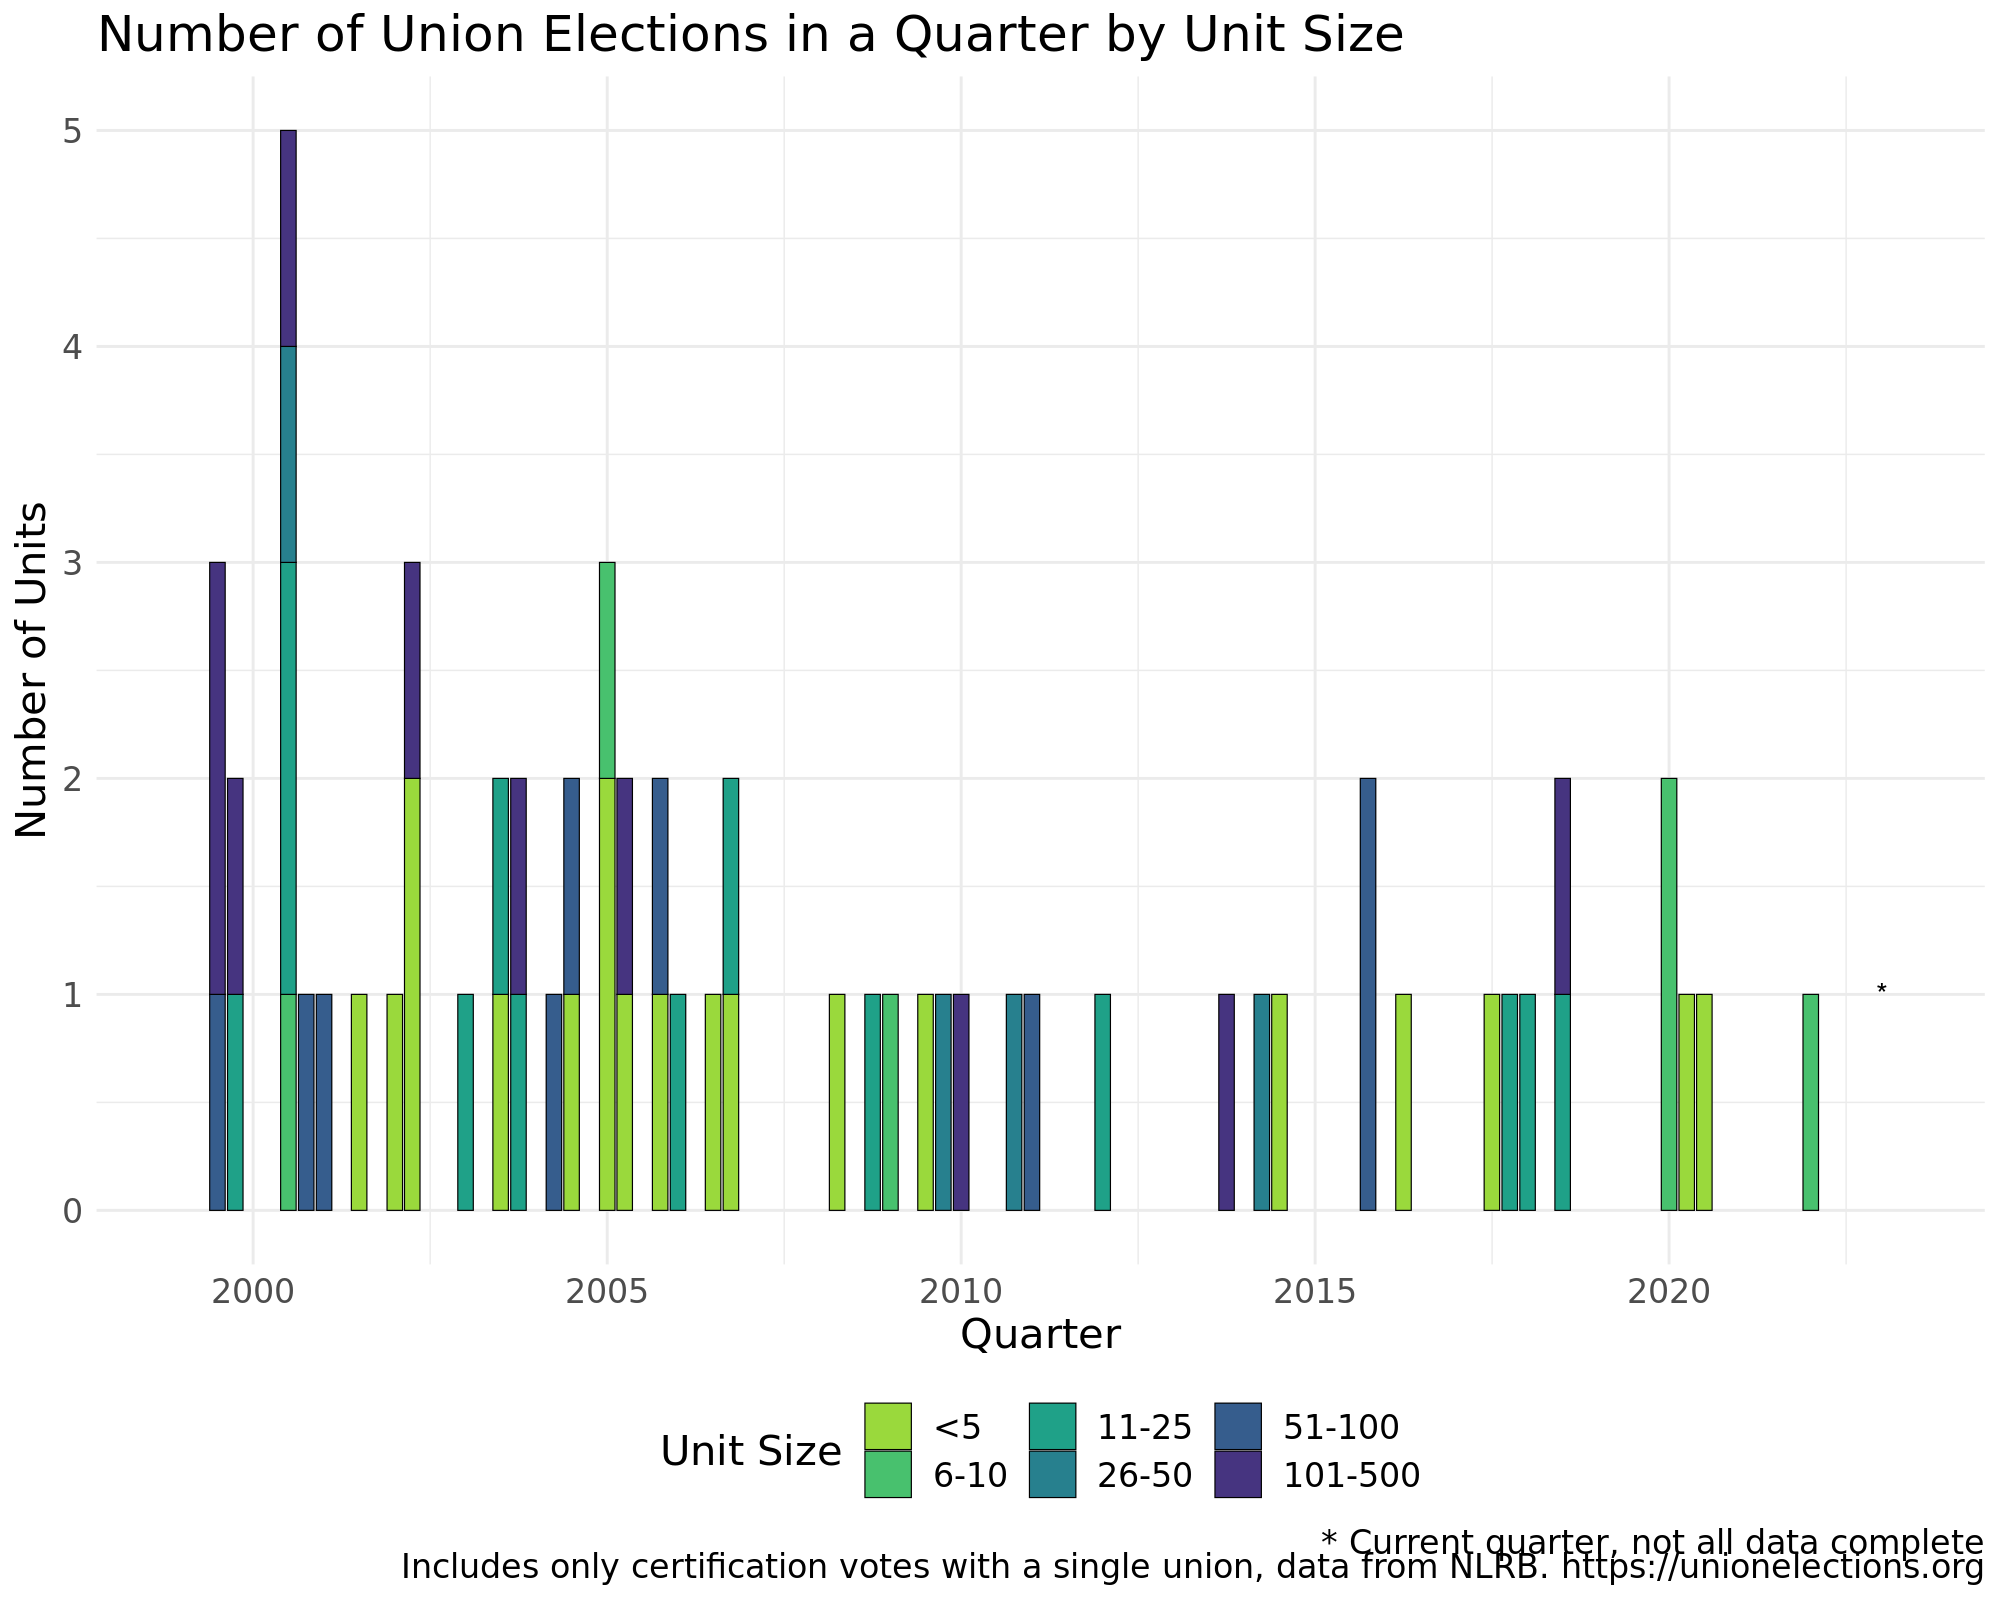 Number of Union Elections in a Quarter by Unit Size
Number of Units
5
4
3
2
1
0
*
2000 2005 2010 2015 2020
Quarter
Unit Size
<5 11-25 51-100
6-10 26-50 101-500
* Current quarter, not all data complete
Includes only certification votes with a single union, data from NLRB. https://unionelections.org